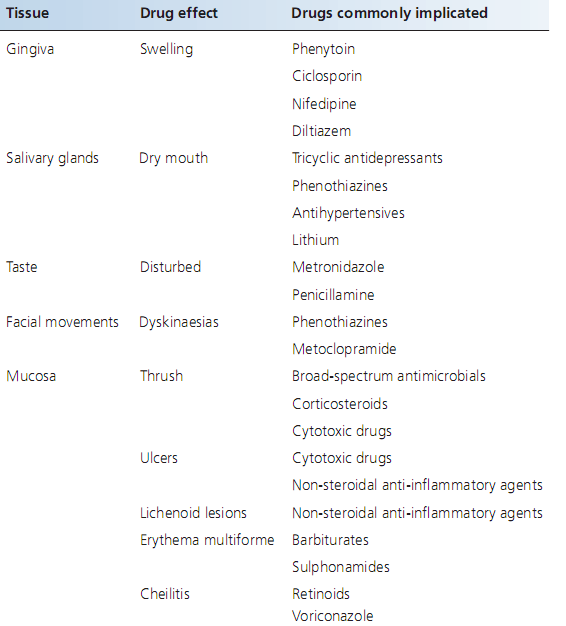 Tissue Drug effect Drugs commonly implicated
Gingiva Swelling Phenytoin
Ciclosporin
Nifedipine
Diltiazem
Salivary glands Dry mouth Tricyclic antidepressants
Phenothiazines
Antihypertensives
Lithium
Taste Disturbed Metronidazole
Penicillamine
Facial movements Dyskinaesias Phenothiazines
Metoclopramide
Mucosa Thrush Broad-spectrum antimicrobials
Corticosteroids
Cytotoxic drugs
Ulcers Cytotoxic drugs
Non-steroidal anti-inflammatory agents
Lichenoid lesions Non-steroidal anti-inflammatory agents
Erythema multiforme Barbiturates
Sulphonamides
Cheilitis Retinoids
Voriconazole